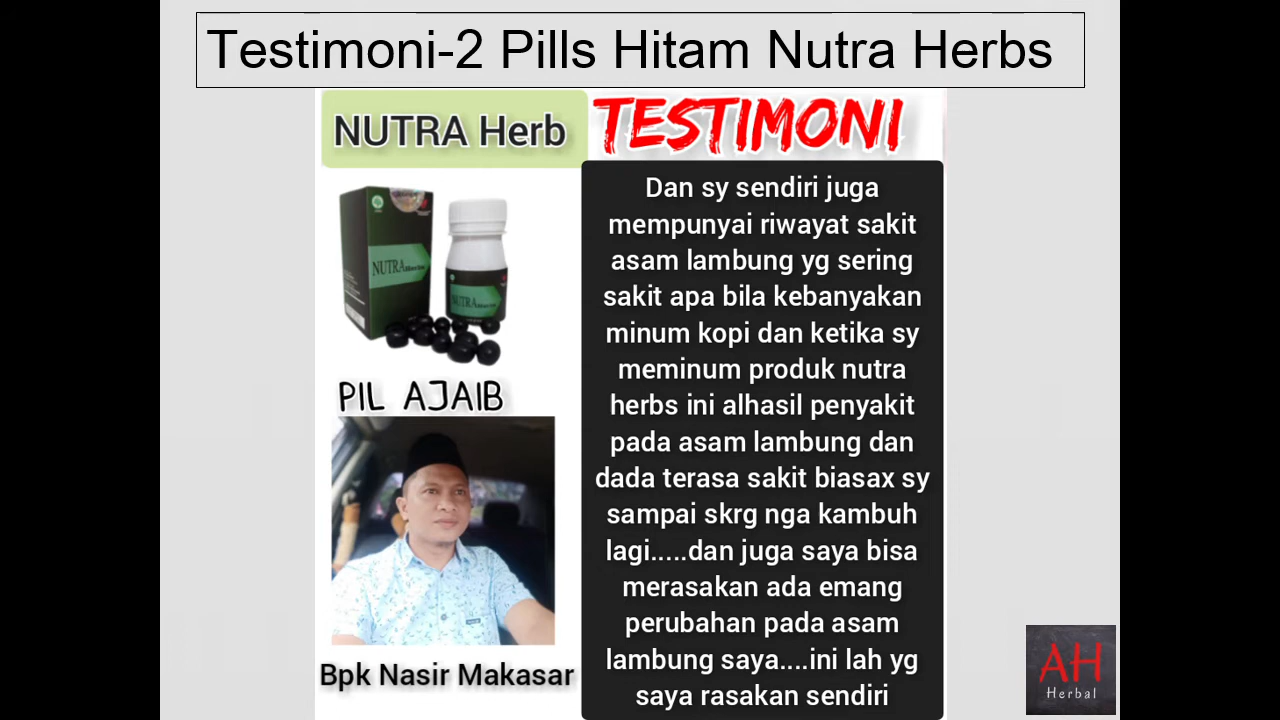 Testimoni-2 Pills Hitam Nutra Herbs
NUTRA Herb
TESTIMONI
NUTRA
NUTRA
PIL AJAIB
Bpk Nasir Makasar
Dan sy sendiri juga
mempunyai riwayat sakit
asam lambung yg sering
sakit apa bila kebanyakan
minum kopi dan ketika sy
meminum produk nutra
herbs ini alhasil penyakit
pada asam lambung dan
dada terasa sakit biasax sy
sampai skrg nga kambuh
lagi.....dan juga saya bisa
merasakan ada emang
perubahan pada asam
lambung saya....ini lah yg
saya rasakan sendiri
AH
Herbal